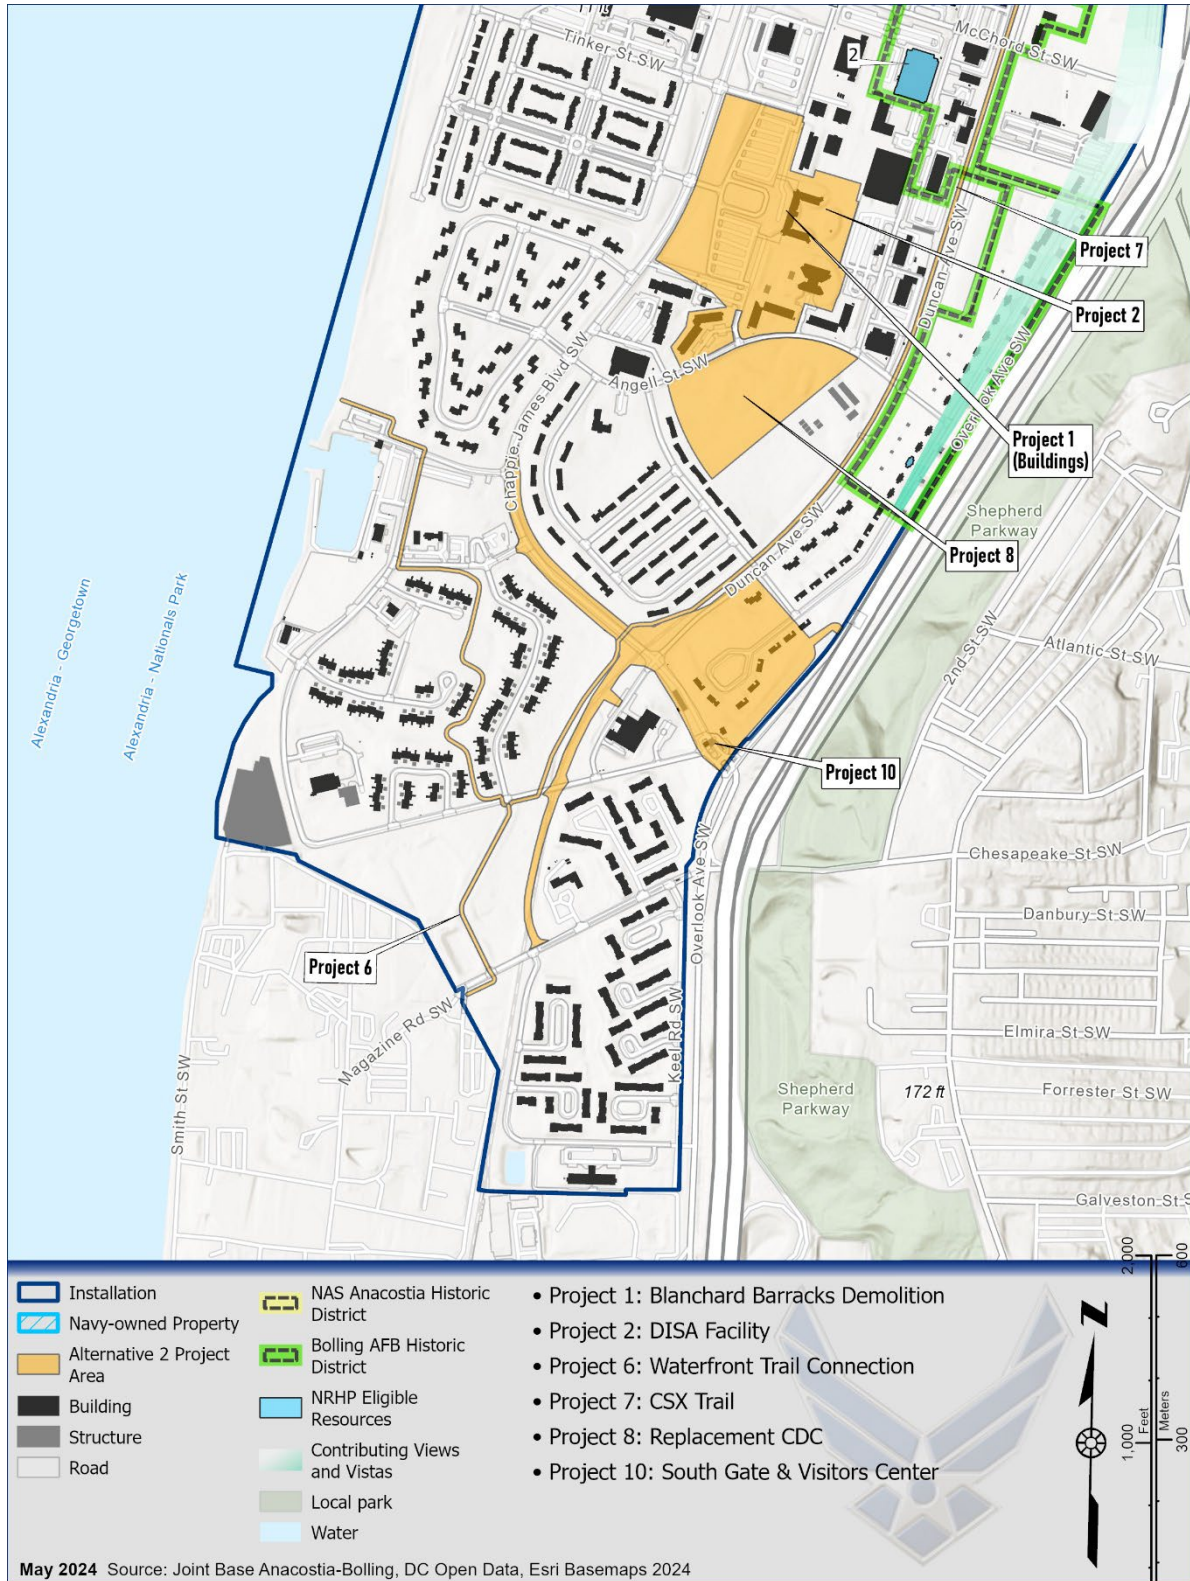 Tinker St SW
McChord St SW
2
Project 7
Project 2
Duncan Ave SW
Overlook Ave SW
Chappie James Blvd SW
Angell St SW
Project 1
(Buildings)
Shepherd
Parkway
Project 8
Duncan Ave SW
2nd St SW
Atlantic St SW
Alexandria - Georgetown
Alexandria - Nationals Park
Project 10
Overlook Ave SW
Chesapeake St SW
Danbury St SW
Project 6
Magazine Rd SW
Keel Rd SW
Elmira St SW
Smith St SW
Shepherd
Parkway
172 ft
Forrester St SW
Galveston St S
Installation
Navy-owned Property
Alternative 2 Project
Area
Building
Structure
Road
NAS Anacostia Historic
District
Bolling AFB Historic
District
NRHP Eligible
Resources
Contributing Views
and Vistas
Local park
Water
• Project 1: Blanchard Barracks Demolition
• Project 2: DISA Facility
• Project 6: Waterfront Trail Connection
• Project 7: CSX Trail
• Project 8: Replacement CDC
• Project 10: South Gate & Visitors Center
N
2,000
600
Feet
Meters
1,000
300
May 2024 Source: Joint Base Anacostia-Bolling, DC Open Data, Esri Basemaps 2024